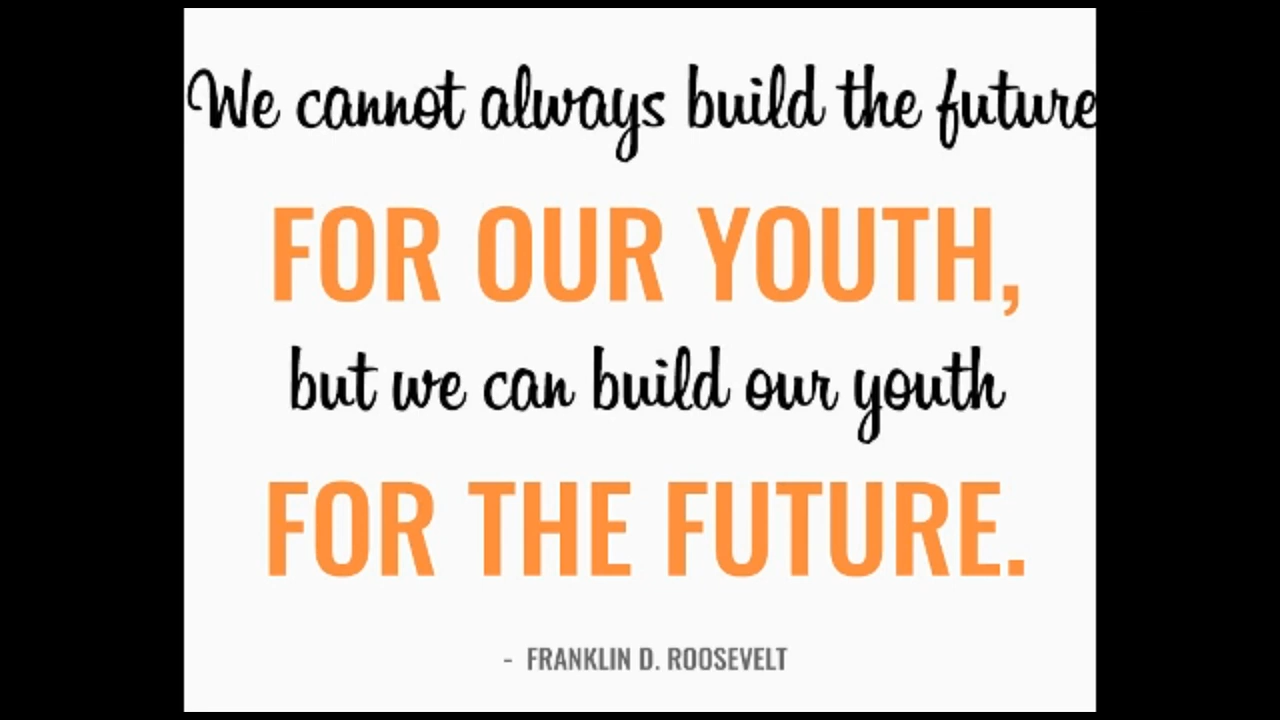 We cannot always build the future
FOR OUR YOUTH,
but we can build our youth
FOR THE FUTURE.
- FRANKLIN D. ROOSEVELT